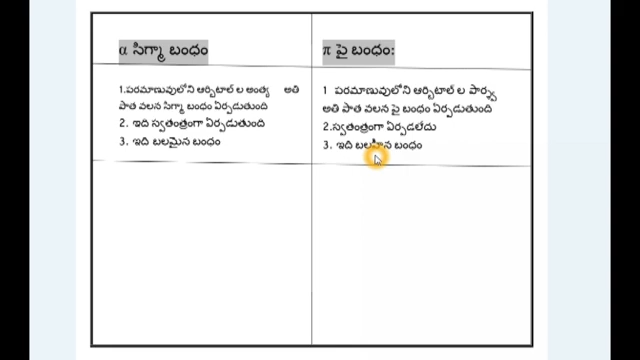 α సిగ్మా బంధం
1.పరమాణువులోని ఆర్బిటాల్ ల అంత్య అతి
పాత వలన సిగ్మా బంధం ఏర్పడుతుంది
2. ఇది స్వతంత్రంగా ఏర్పడుతుంది
3. ఇది బలమైన బంధం
π పై బంధం:
1 పరమాణువులోని ఆర్బిటాల్ ల పార్శ్వ
అతి పాత వలన పై బంధం ఏర్పడుతుంది
2.స్వతంత్రంగా ఏర్పడలేదు
3. ఇది బలహీన బంధం